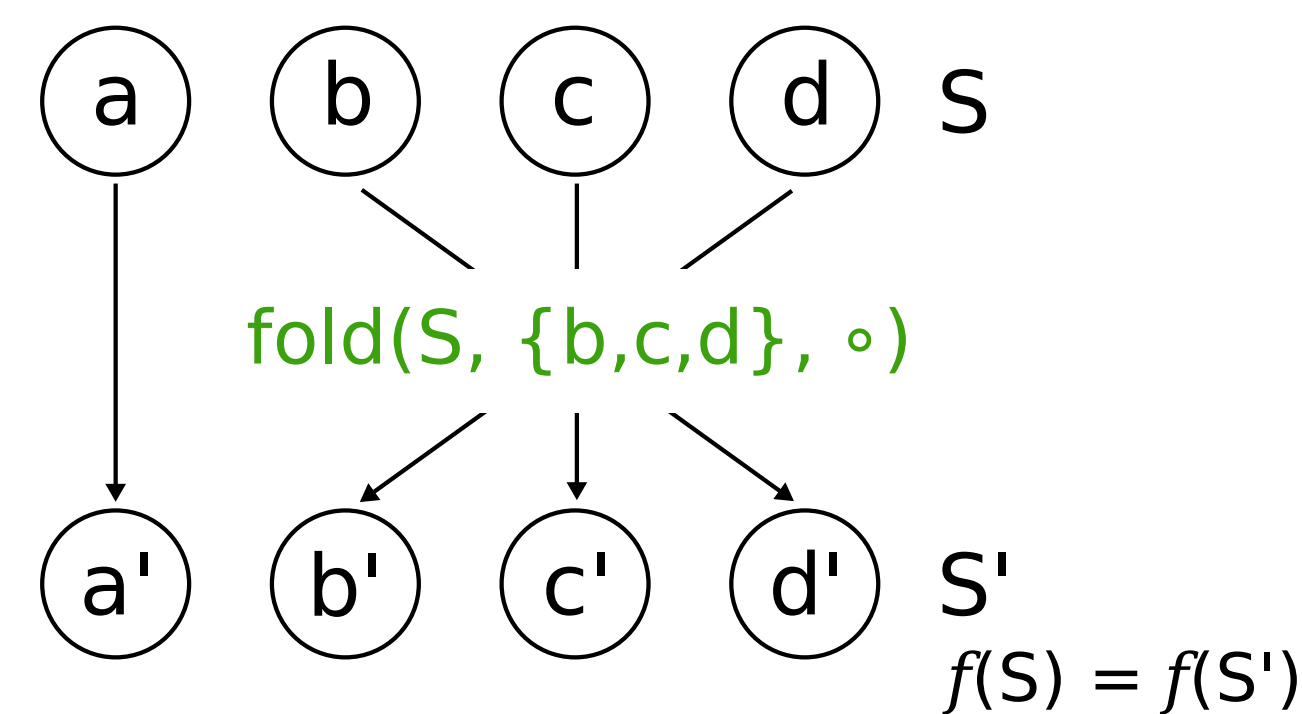 a b c d S
fold(S, {b,c,d}, ∘)
a' b' c' d' S'
f(S) = f(S')